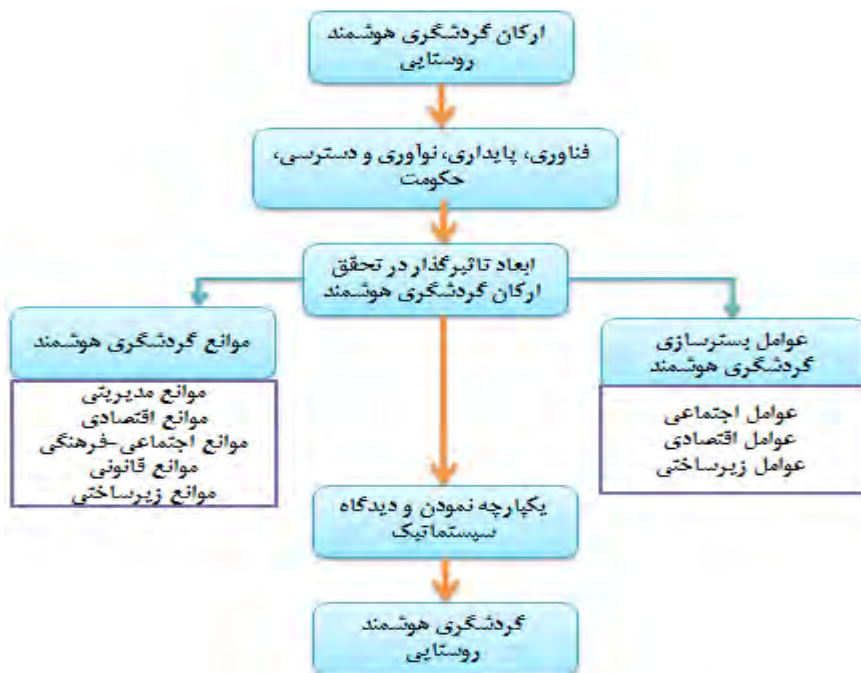 ارکان گردشگری هوشمند
روستایی
فناوری، پایداری، نوآوری و دسترسی،
حکومت
ابعاد تاثیرگذار در تحقق
ارکان گردشگری هوشمند
عوامل بسترسازی
گردشگری هوشمند
عوامل اجتماعی
عوامل اقتصادی
عوامل زیرساختی
موانع گردشگری هوشمند
موانع مدیریتی
موانع اقتصادی
موانع اجتماعی-فرهنگی
موانع قانونی
موانع زیرساختی
یکپارچه نمودن و دیدگاه
سیستماتیک
گردشگری هوشمند
روستایی